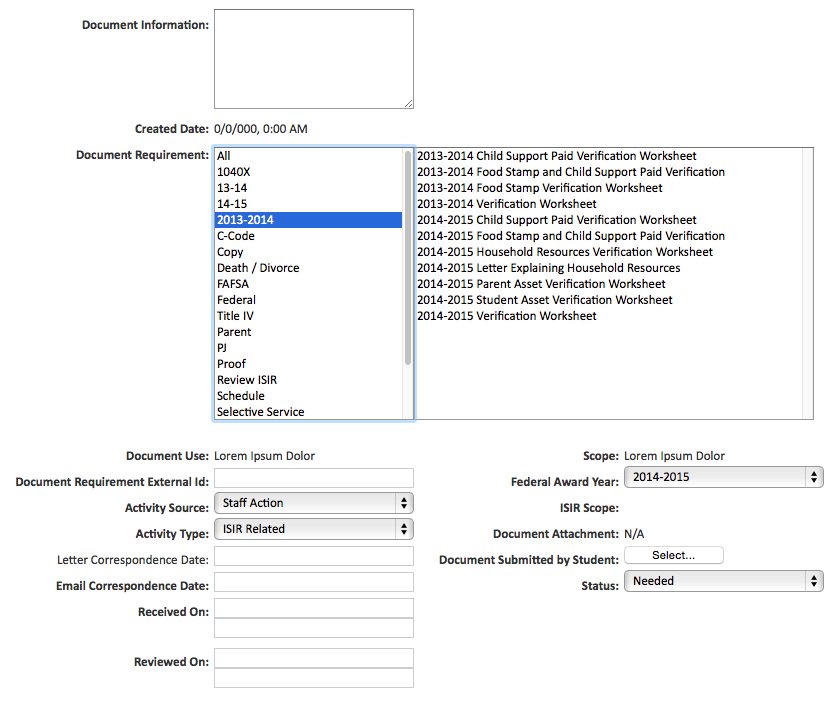 Document Information:
Created Date: 0/0/000, 0:00 AM
Document Requirement:
All
1040X
13-14
14-15
2013-2014
C-Code
Copy
Death / Divorce
FAFSA
Federal
Title IV
Parent
PJ
Proof
Review ISIR
Schedule
Selective Service
2013-2014 Child Support Paid Verification Worksheet
2013-2014 Food Stamp and Child Support Paid Verification
2013-2014 Food Stamp Verification Worksheet
2013-2014 Verification Worksheet
2014-2015 Child Support Paid Verification Worksheet
2014-2015 Food Stamp and Child Support Paid Verification
2014-2015 Household Resources Verification Worksheet
2014-2015 Letter Explaining Household Resources
2014-2015 Parent Asset Verification Worksheet
2014-2015 Student Asset Verification Worksheet
2014-2015 Verification Worksheet
Document Use: Lorem Ipsum Dolor
Document Requirement External Id:
Activity Source: Staff Action
Activity Type: ISIR Related
Letter Correspondence Date:
Email Correspondence Date:
Received On:
Reviewed On:
Scope: Lorem Ipsum Dolor
Federal Award Year: 2014-2015
ISIR Scope:
Document Attachment: N/A
Document Submitted by Student: Select...
Status: Needed